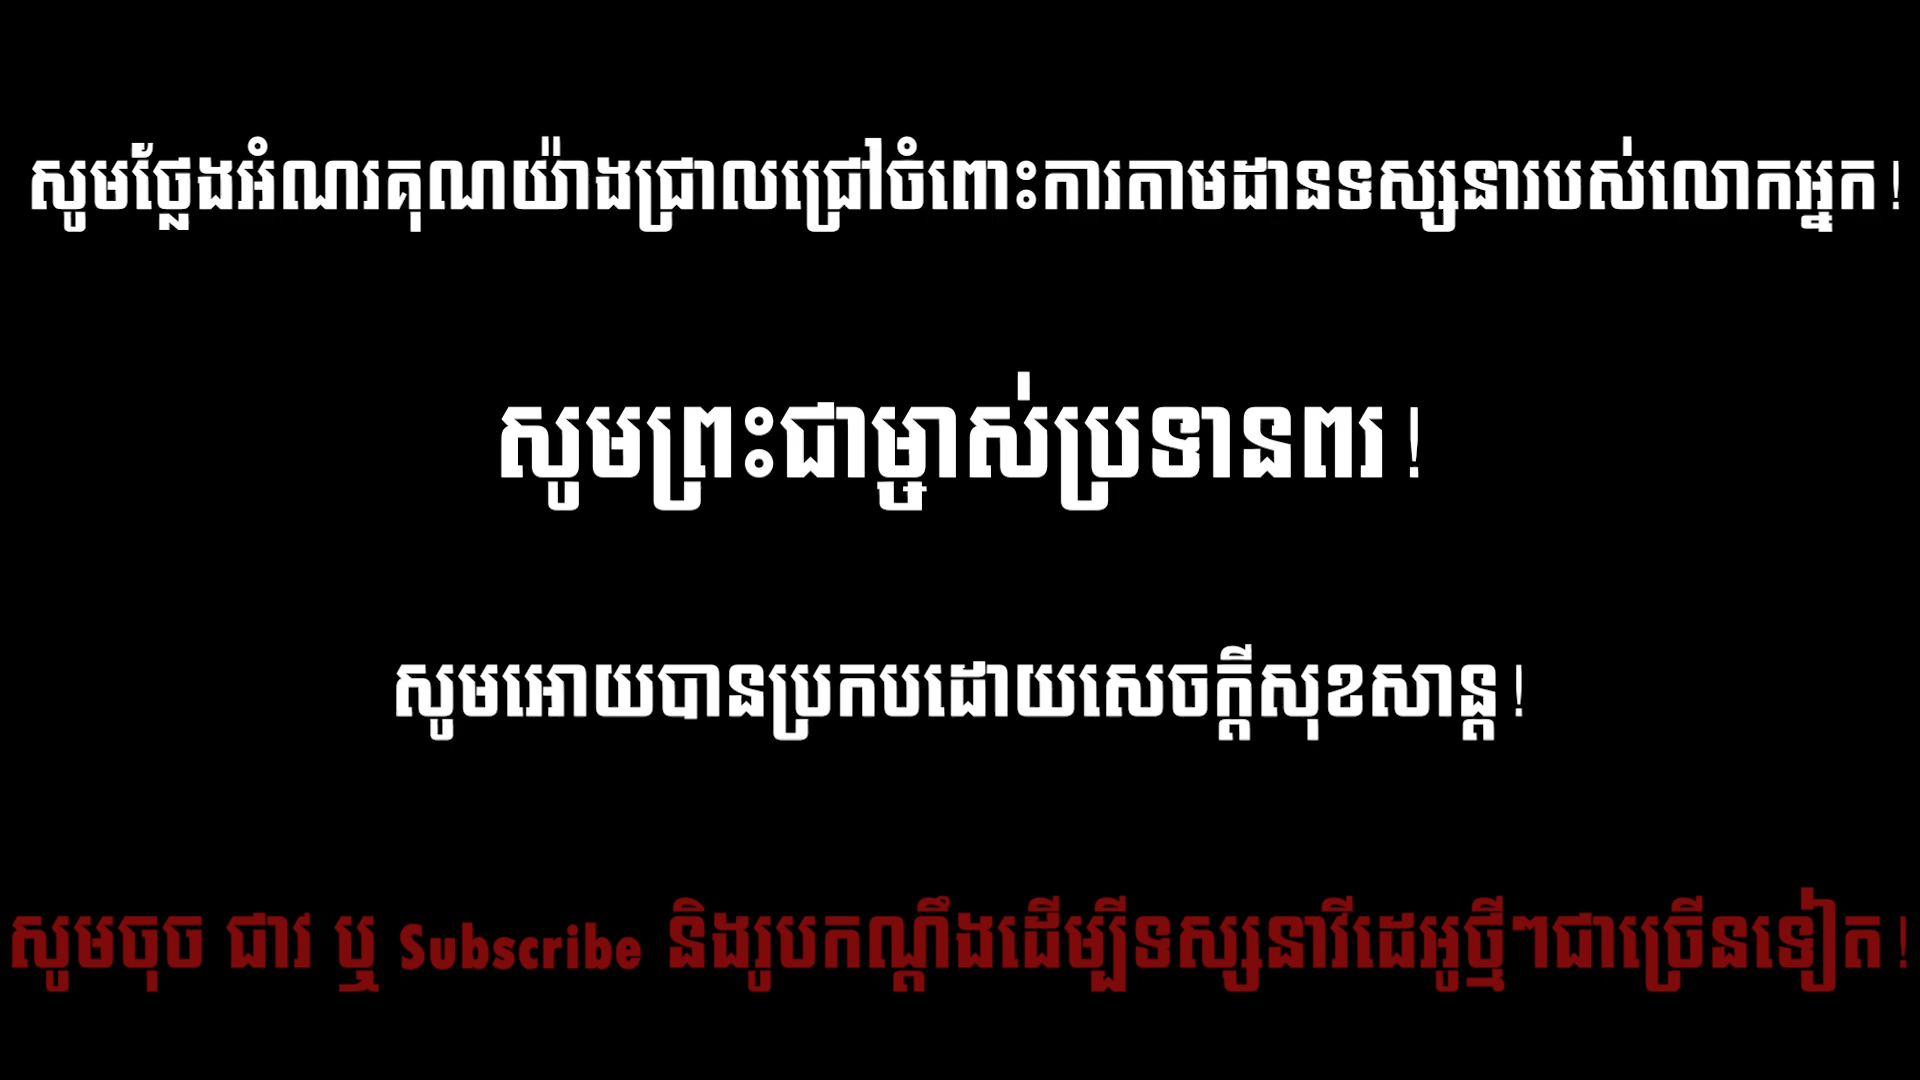 សូមថ្លែងអំណរគុណយ៉ាងជ្រាលជ្រៅចំពោះការតាមដានទស្សនារបស់លោកអ្នក!
សូមព្រះជាម្ចាស់ប្រទានពរ!
សូមអោយបានប្រកបដោយសេចក្តីសុខសាន្ត!
សូមចុច ជាវ ឬ Subscribe និងរូបកណ្តឹងដើម្បីទស្សនាវីដេអូថ្មីៗជាច្រើនទៀត!